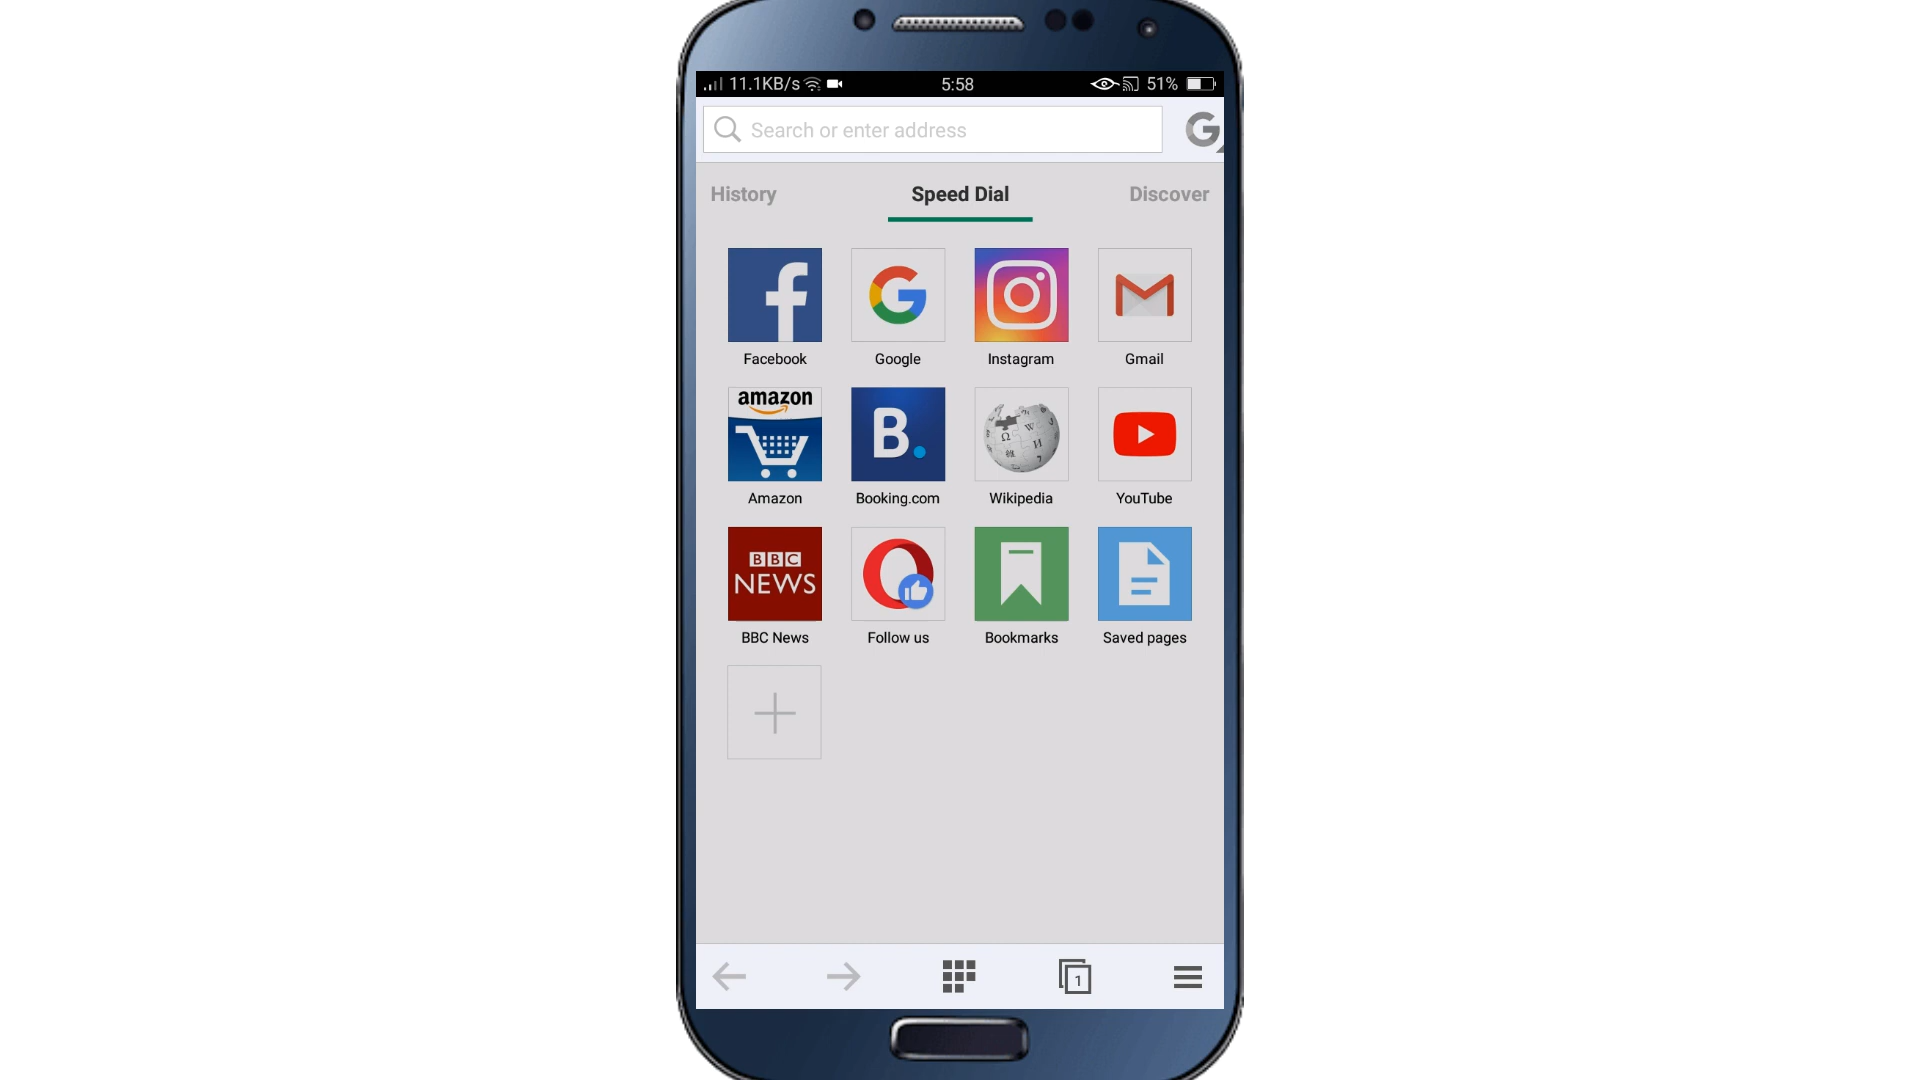 11.1KB/s 5:58 51%
Search or enter address
History Speed Dial Discover
Facebook Google Instagram Gmail
amazon B.
Amazon Booking.com Wikipedia YouTube
BBC
NEWS
BBC News Follow us Bookmarks Saved pages
1